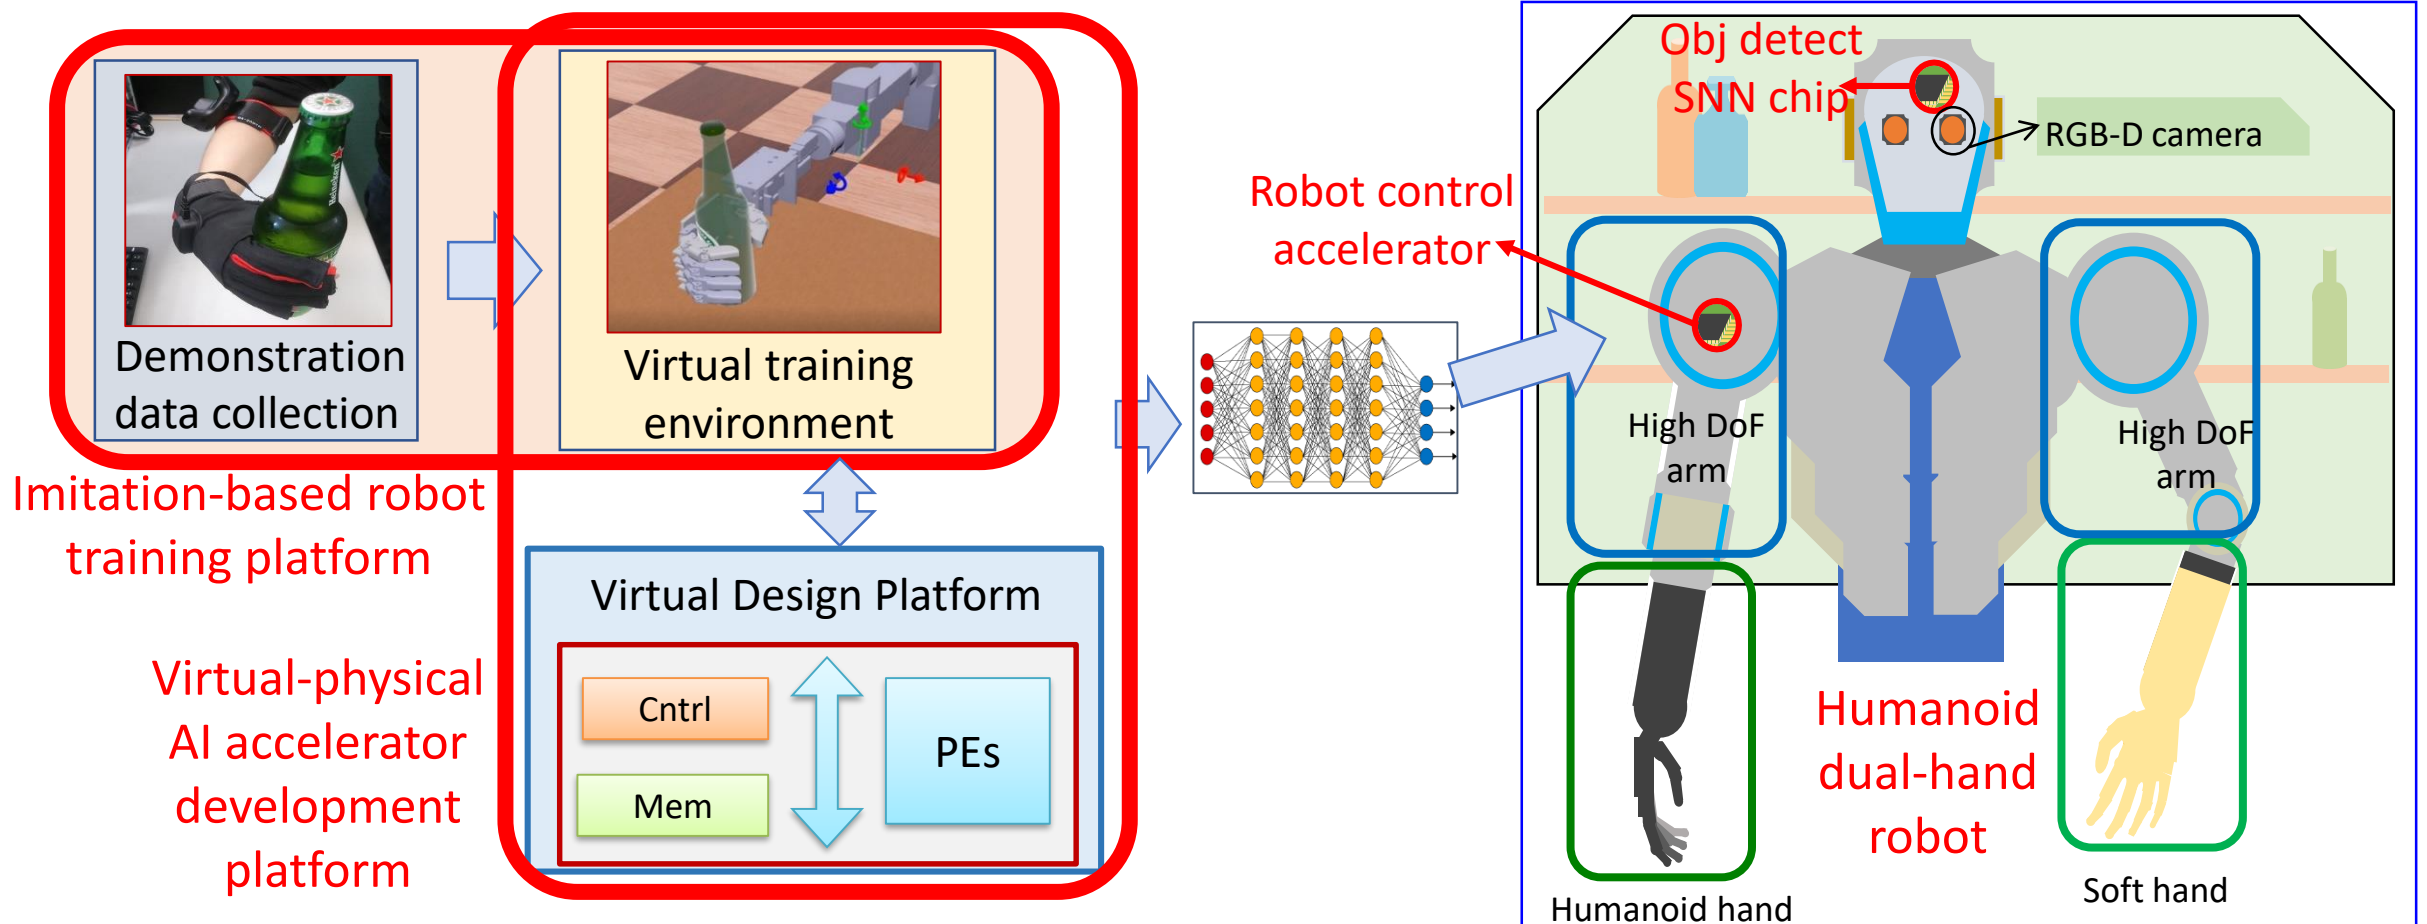 Demonstration
data collection
Virtual training
environment
Imitation-based robot
training platform
Virtual Design Platform
Cntrl
Mem
PEs
Virtual-physical
AI accelerator
development
platform
Robot control
accelerator
Obj detect
SNN chip
RGB-D camera
High DoF
arm
High DoF
arm
Humanoid
dual-hand
robot
Humanoid hand
Soft hand
Heineken